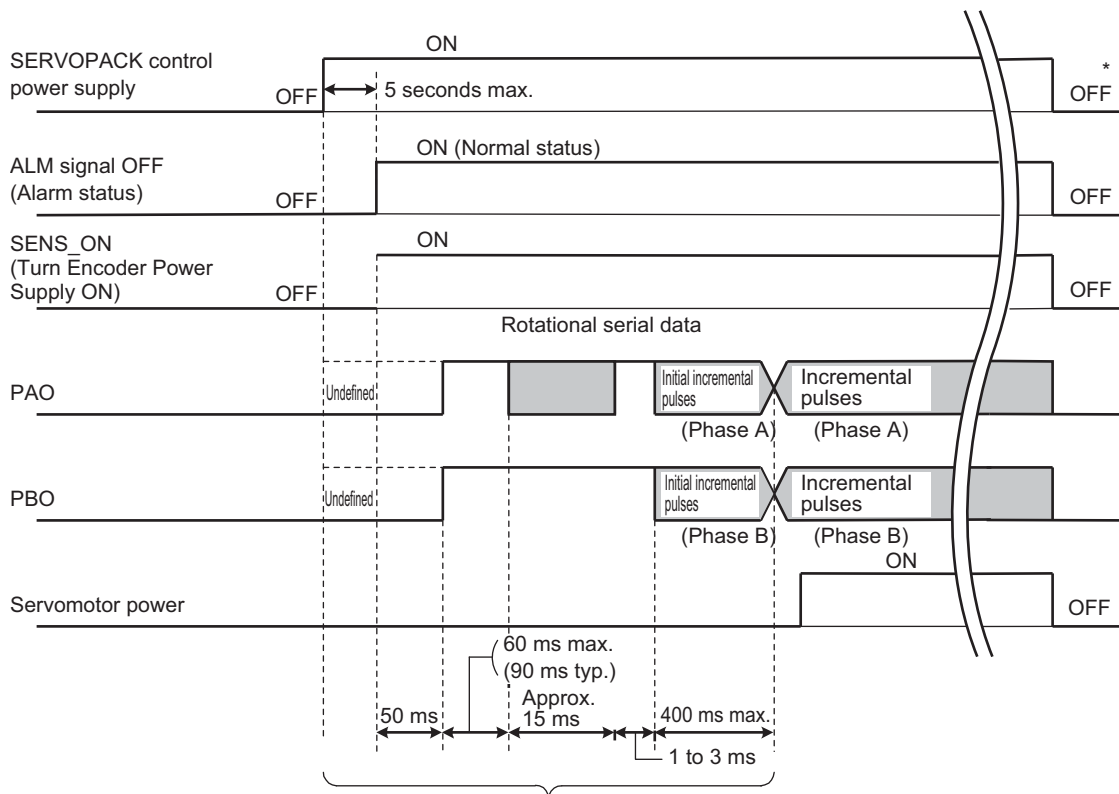 ON
SERVOPACK control
power supply
OFF
5 seconds max.
*
OFF
ON (Normal status)
ALM signal OFF
(Alarm status)
OFF
OFF
SENS_ON
(Turn Encoder Power
Supply ON)
OFF
ON
OFF
Rotational serial data
PAO
Undefined
Initial incremental
pulses
Incremental
pulses
(Phase A)
(Phase A)
PBO
Undefined
Initial incremental
pulses
Incremental
pulses
(Phase B)
(Phase B)
ON
Servomotor power
OFF
60 ms max.
(90 ms typ.)
Approx.
15 ms
50 ms
400 ms max.
1 to 3 ms